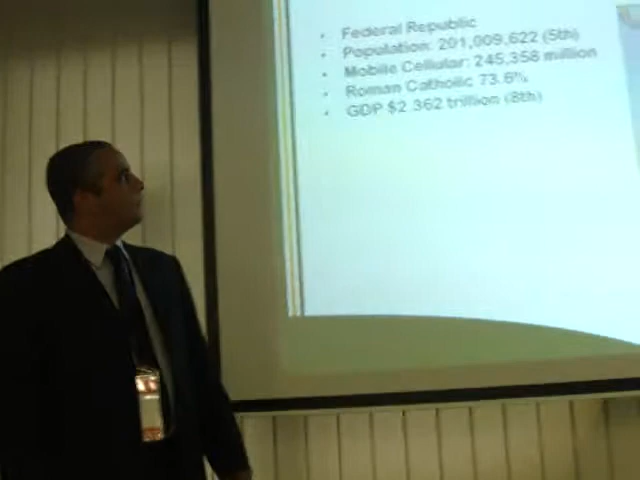 Federal Republic
Population: 201,009,622 (5th)
Mobile Cellular: 245,358 million
Roman Catholic 73.6%
GDP $2 362 trillion (8th)